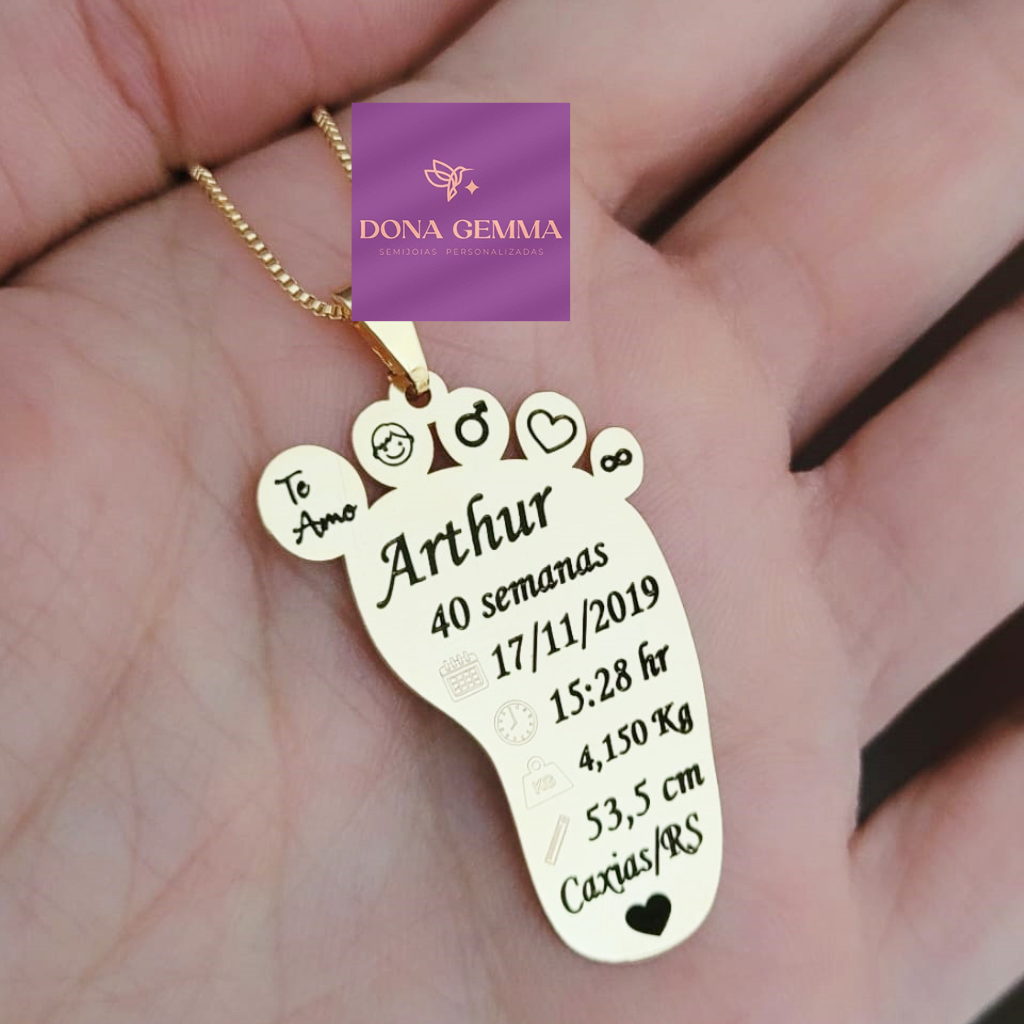 DONA GEMMA
SEMIJOIAS PERSONALIZADAS
Te
Amo
Arthur
40 semanas
17/11/2019
15:28 hr
4,150 Kg
KG
53,5 cm
Caxias/RS